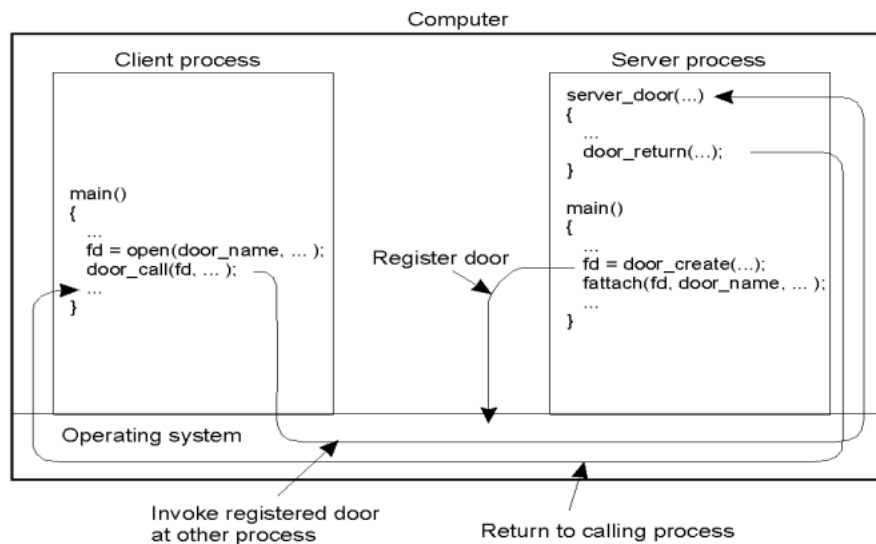 Computer
Client process
Server process
server_door(...)
{
...
door_return(...);
}
main()
{
...
fd = open(door_name, ... );
door_call(fd, ... );
...
}
main()
{
...
fd = door_create(...);
fattach(fd, door_name, ... );
...
}
Register door
Operating system
Invoke registered door
at other process
Return to calling process